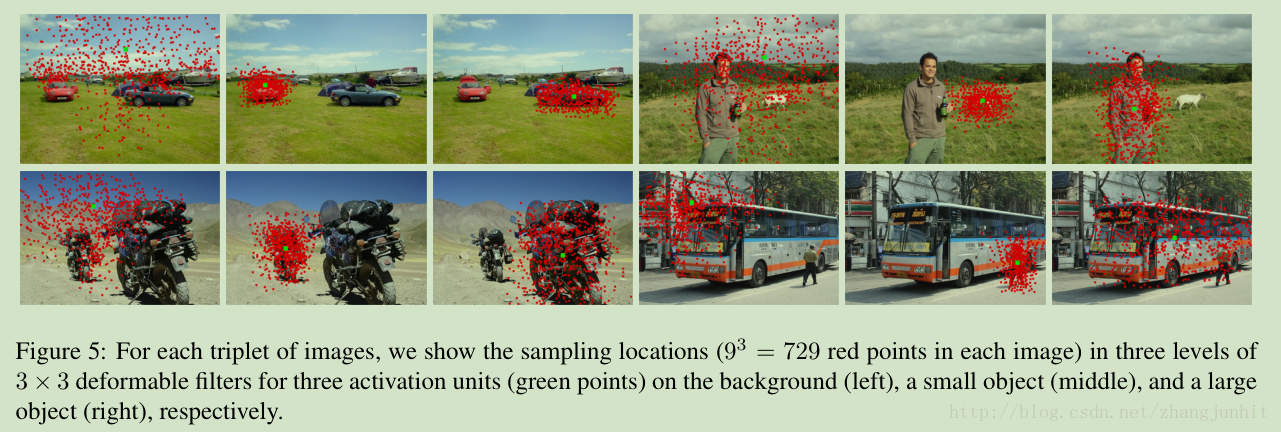 Figure 5: For each triplet of images, we show the sampling locations (9³ = 729 red points in each image) in three levels of
3 × 3 deformable filters for three activation units (green points) on the background (left), a small object (middle), and a large
object (right), respectively.
http://blog.csdn.net/zhangjunhit